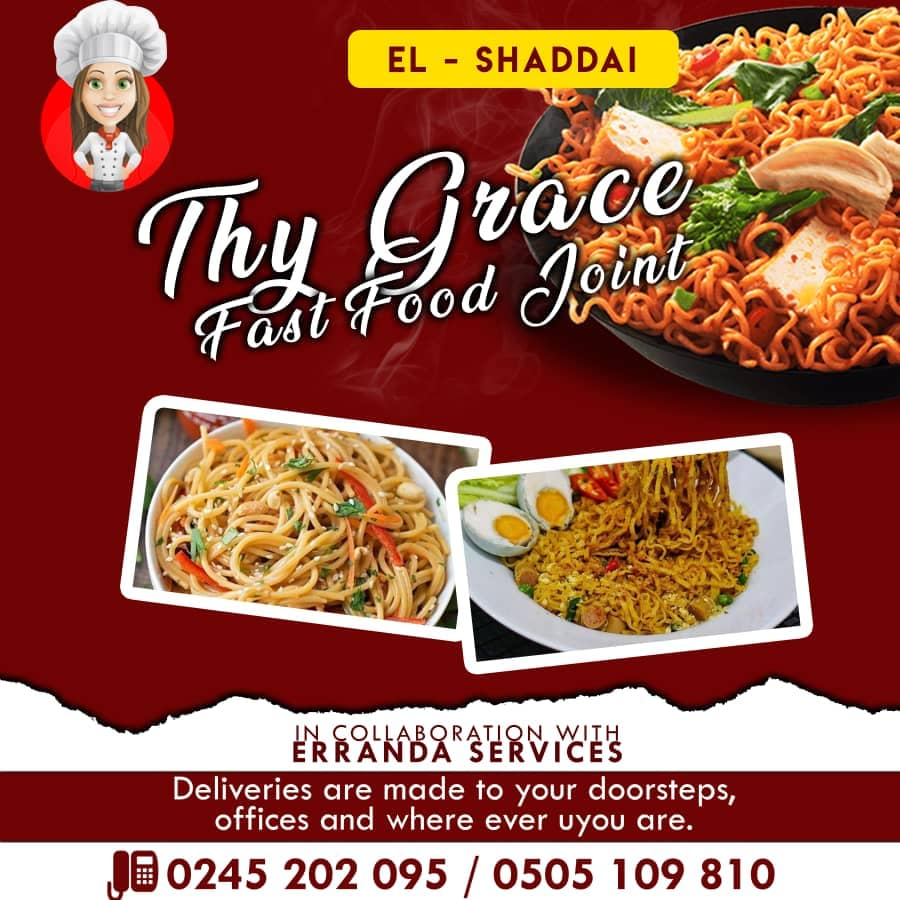 EL - SHADDAI
Thy Grace
Fast Food Joint
IN COLLABORATION WITH
ERRANDA SERVICES
Deliveries are made to your doorsteps,
offices and where ever uyou are.
0245 202 095 / 0505 109 810